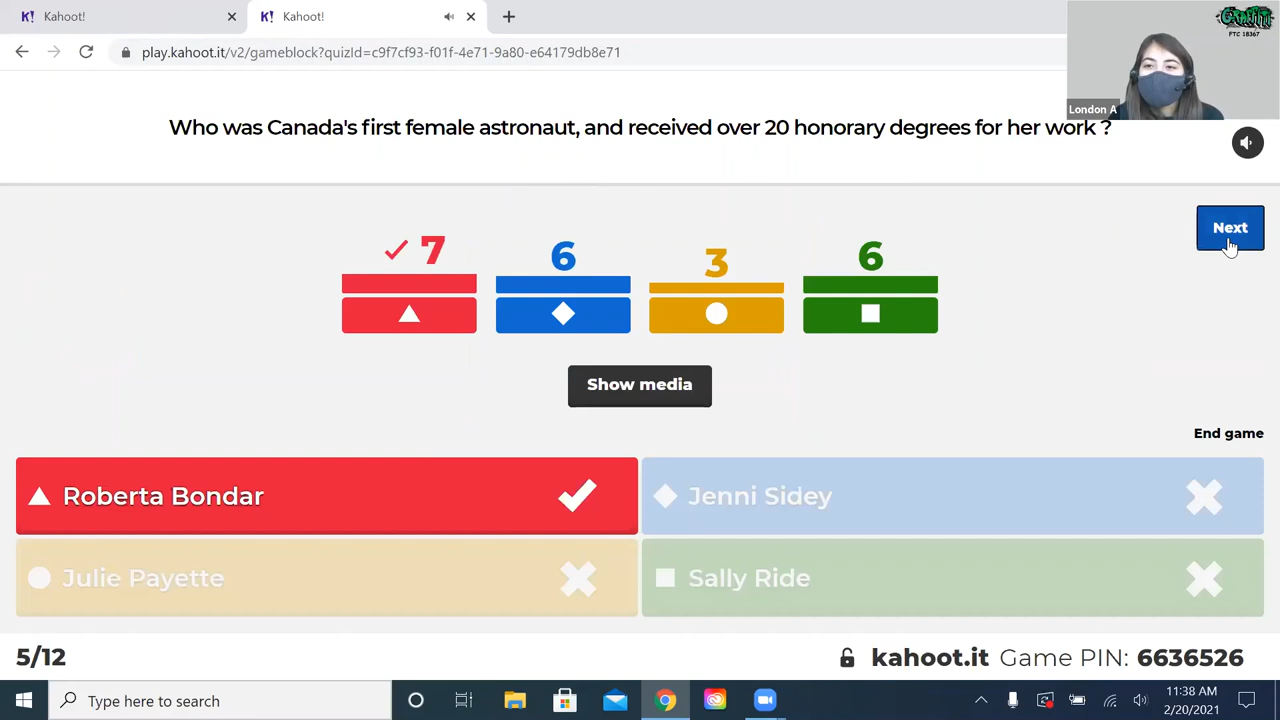 Kahoot!
Kahoot!
play.kahoot.it/v2/gameblock?quizId=c9f7cf93-f01f-4e71-9a80-e64179db8e71
GRAFFITI
FTC 18367
London A
Who was Canada's first female astronaut, and received over 20 honorary degrees for her work ?
Next
7 6 3 6
Show media
End game
Roberta Bondar
Jenni Sidey
Julie Payette
Sally Ride
5/12
kahoot.it Game PIN: 6636526
Type here to search
11:38 AM
2/20/2021